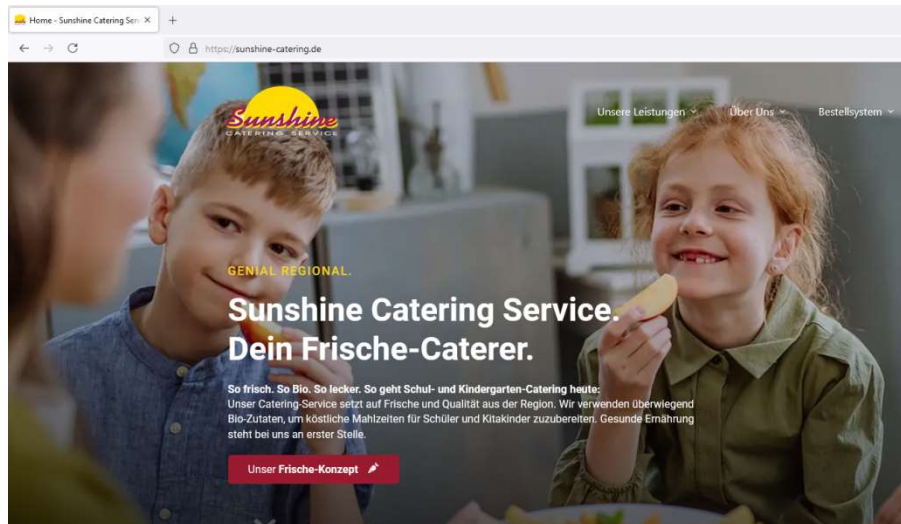 Home - Sunshine Catering Ser
https://sunshine-catering.de
Sunshine
CATERING SERVICE
Unsere Leistungen
Über Uns
Bestellsystem
GENIAL REGIONAL.
Sunshine Catering Service.
Dein Frische-Caterer.
So frisch. So Bio. So lecker. So geht Schul- und Kindergarten-Catering heute:
Unser Catering-Service setzt auf Frische und Qualität aus der Region. Wir verwenden überwiegend
Bio-Zutaten, um köstliche Mahlzeiten für Schüler und Kitakinder zuzubereiten. Gesunde Ernährung
steht bei uns an erster Stelle.
Unser Frische-Konzept